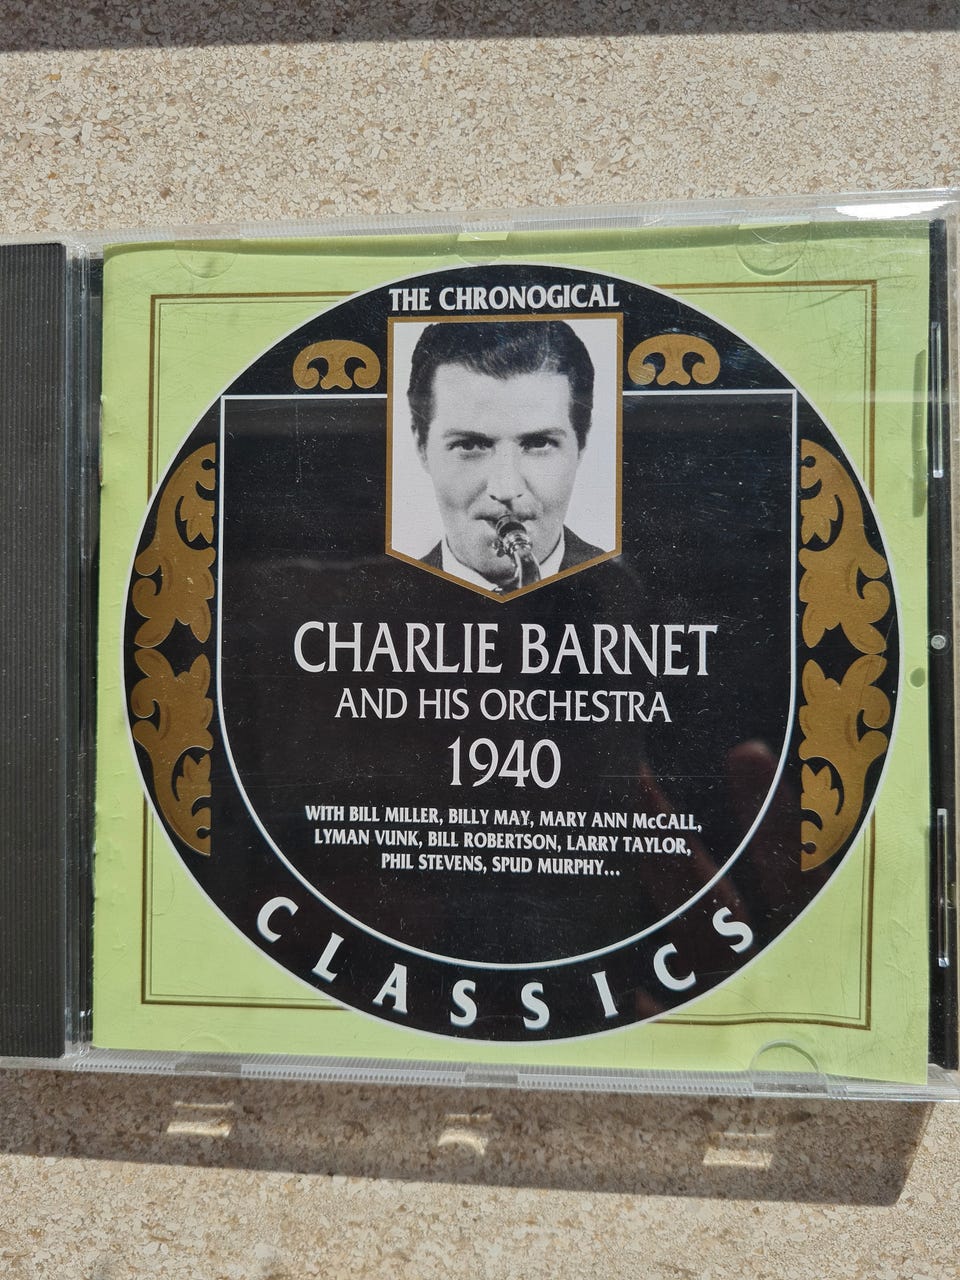 THE CHRONOGICAL
CHARLIE BARNET
AND HIS ORCHESTRA
1940
WITH BILL MILLER, BILLY MAY, MARY ANN McCALL,
LYMAN VUNK, BILL ROBERTSON, LARRY TAYLOR,
PHIL STEVENS, SPUD MURPHY...
CLASSICS